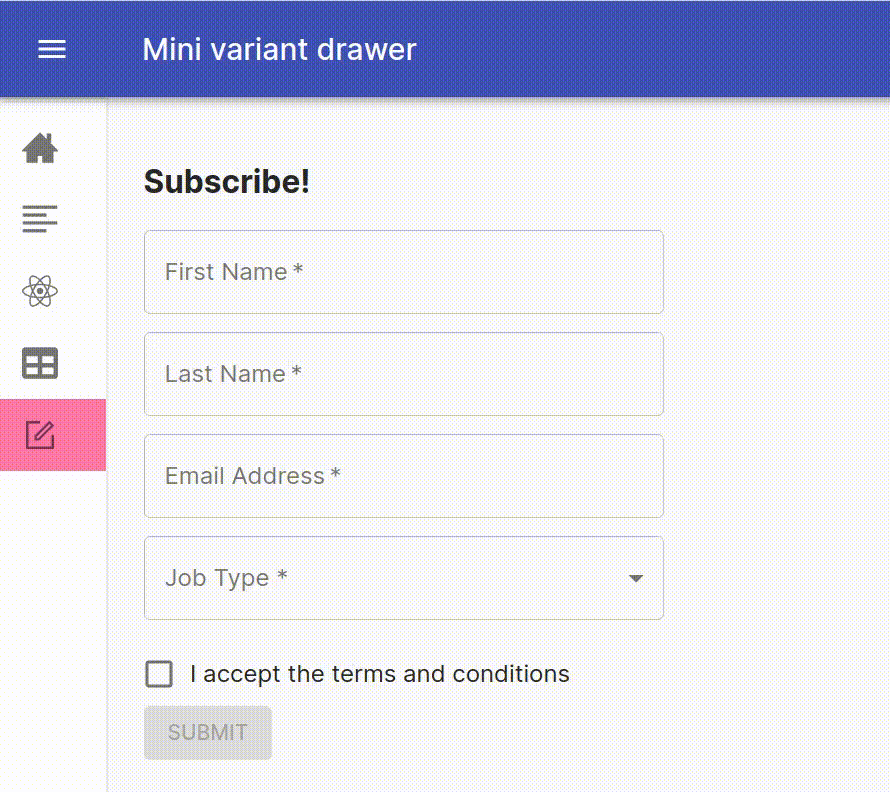 Mini variant drawer
Subscribe!
First Name *
Last Name *
Email Address *
Job Type *
I accept the terms and conditions
SUBMIT